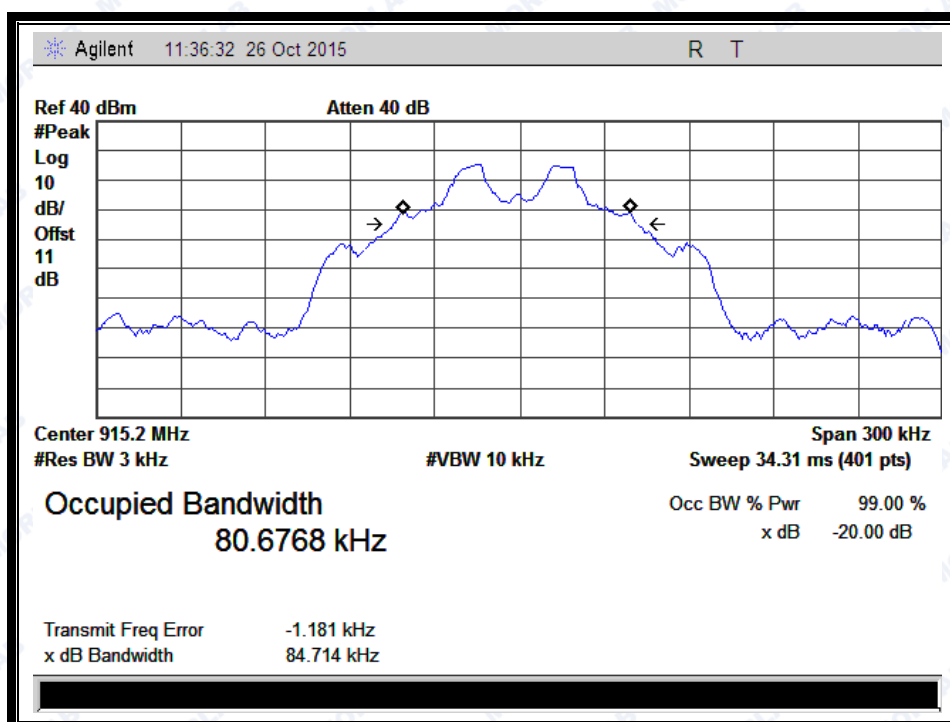 Agilent 11:36:32 26 Oct 2015 R T
Ref 40 dBm Atten 40 dB
#Peak
Log
10
dB/
Offst
11
dB
Center 915.2 MHz Span 300 kHz
#Res BW 3 kHz #VBW 10 kHz Sweep 34.31 ms (401 pts)
Occupied Bandwidth Occ BW % Pwr 99.00 %
80.6768 kHz x dB -20.00 dB
Transmit Freq Error -1.181 kHz
x dB Bandwidth 84.714 kHz